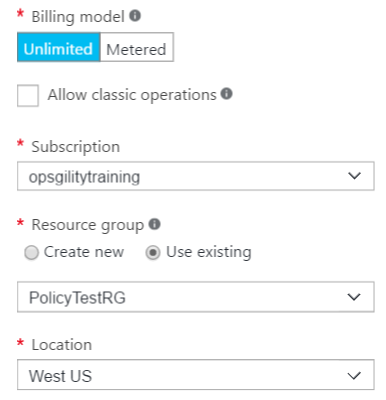 * Billing model
Unlimited Metered
Allow classic operations
* Subscription
opsgilitytraining
* Resource group
Create new Use existing
PolicyTestRG
* Location
West US